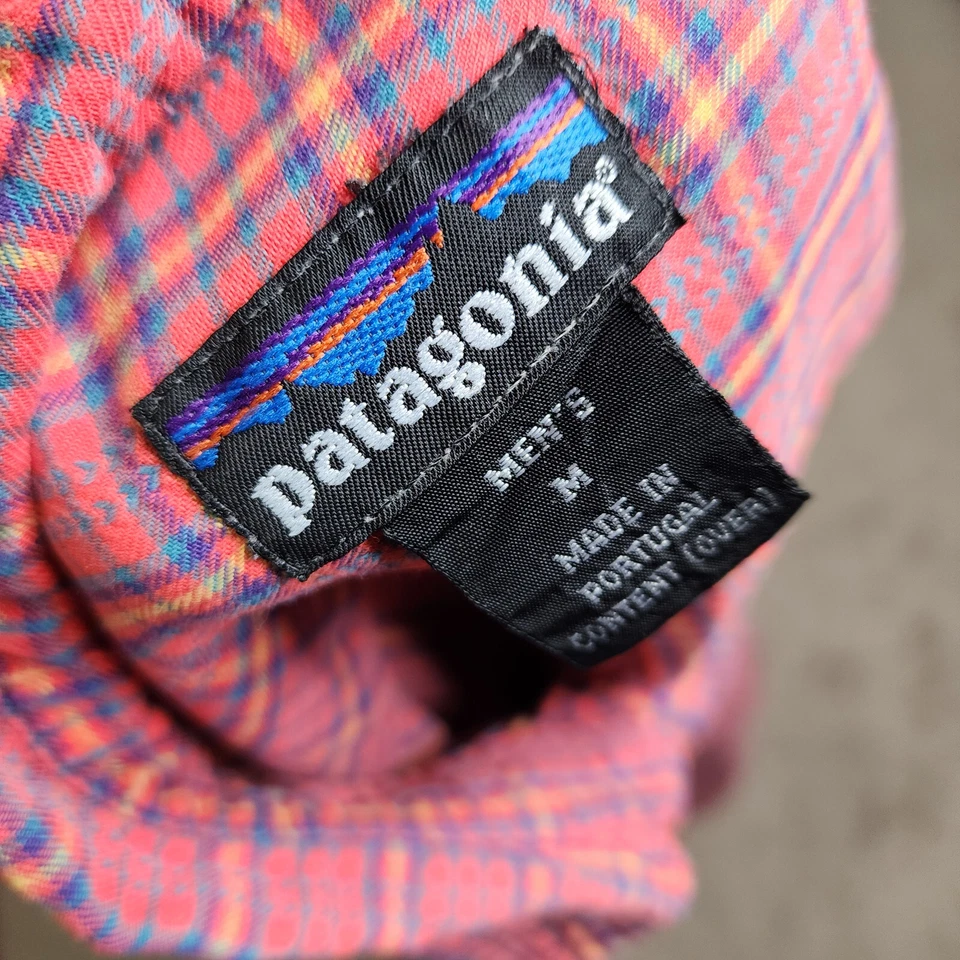 patagonia®
MEN'S
M
MADE IN
PORTUGAL
CONTENT (OVER)